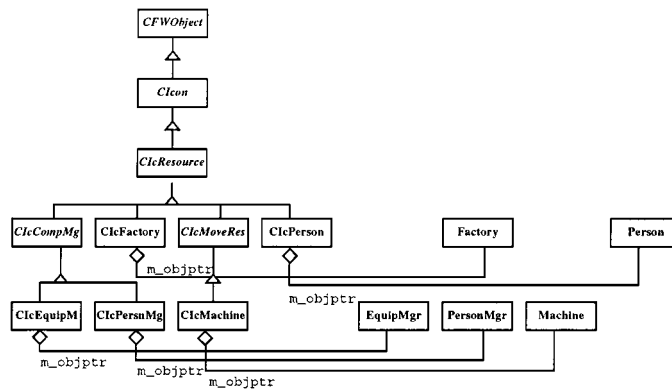 CFWObject
CIcon
CIcResource
CIcCompMg CIcFactory CIcMoveRes CIcPerson Factory Person
m_objptr
m_objptr
CIcEquipM CIcPersnMg CIcMachine EquipMgr PersonMgr Machine
m_objptr
m_objptr
m_objptr